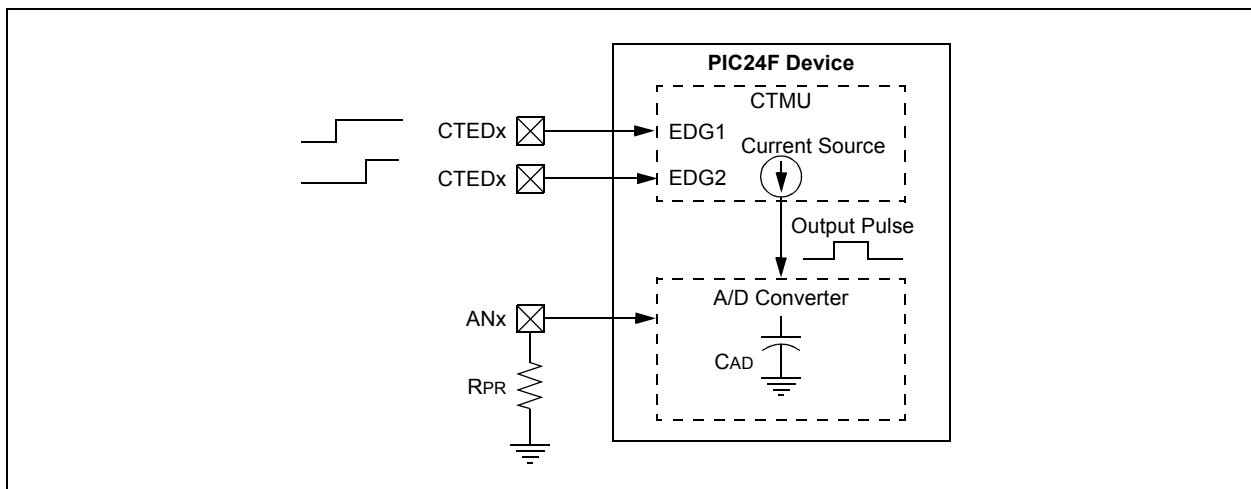 PIC24F Device
CTMU
CTEDx
EDG1
Current Source
CTEDx
EDG2
Output Pulse
A/D Converter
ANx
CAD
RPR